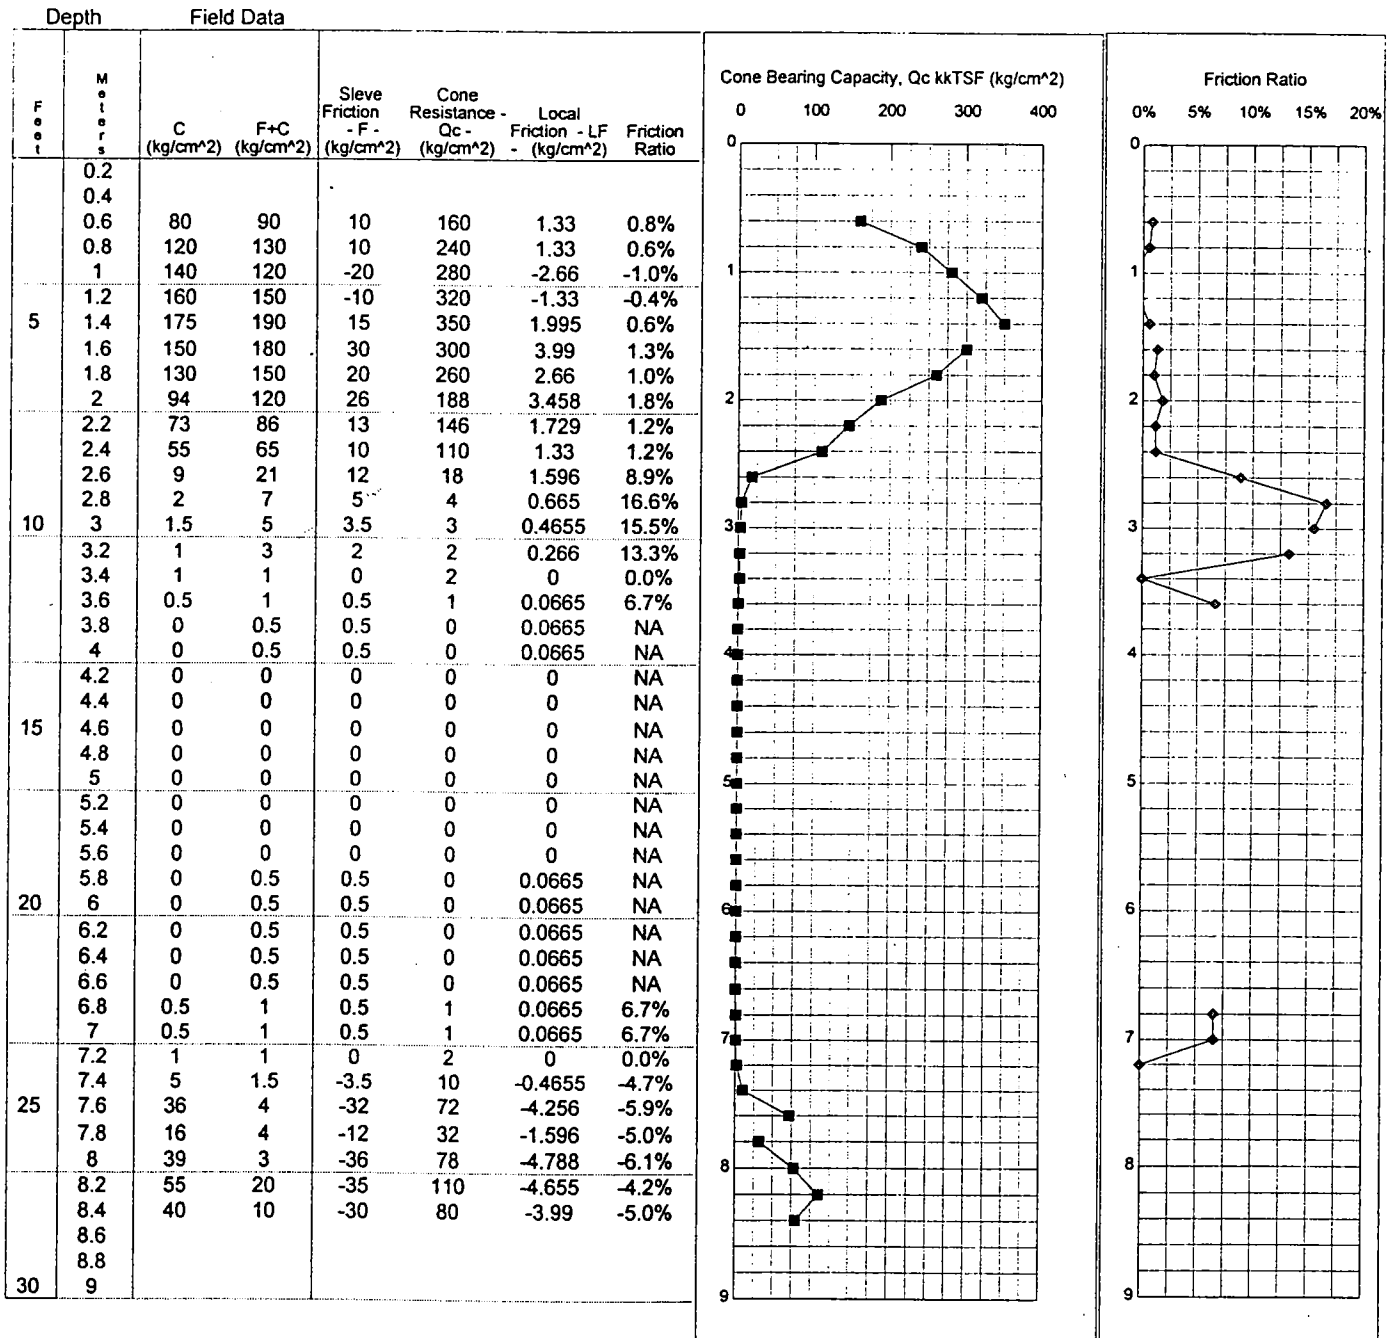 Depth Field Data
Feet Meters C (kg/cm^2) F+C (kg/cm^2) Sleve Friction - F - (kg/cm^2) Cone Resistance - Qc - (kg/cm^2) Local Friction - LF - (kg/cm^2) Friction Ratio
0.2
0.4
0.6 80 90 10 160 1.33 0.8%
0.8 120 130 10 240 1.33 0.6%
1 140 120 -20 280 -2.66 -1.0%
1.2 160 150 -10 320 -1.33 -0.4%
5 1.4 175 190 15 350 1.995 0.6%
1.6 150 180 30 300 3.99 1.3%
1.8 130 150 20 260 2.66 1.0%
2 94 120 26 188 3.458 1.8%
2.2 73 86 13 146 1.729 1.2%
2.4 55 65 10 110 1.33 1.2%
2.6 9 21 12 18 1.596 8.9%
2.8 2 7 5 4 0.665 16.6%
10 3 1.5 5 3.5 3 0.4655 15.5%
3.2 1 3 2 2 0.266 13.3%
3.4 1 1 0 2 0 0.0%
3.6 0.5 1 0.5 1 0.0665 6.7%
3.8 0 0.5 0.5 0 0.0665 NA
4 0 0.5 0.5 0 0.0665 NA
4.2 0 0 0 0 0 NA
4.4 0 0 0 0 0 NA
15 4.6 0 0 0 0 0 NA
4.8 0 0 0 0 0 NA
5 0 0 0 0 0 NA
5.2 0 0 0 0 0 NA
5.4 0 0 0 0 0 NA
5.6 0 0 0 0 0 NA
5.8 0 0.5 0.5 0 0.0665 NA
20 6 0 0.5 0.5 0 0.0665 NA
6.2 0 0.5 0.5 0 0.0665 NA
6.4 0 0.5 0.5 0 0.0665 NA
6.6 0 0.5 0.5 0 0.0665 NA
6.8 0.5 1 0.5 1 0.0665 6.7%
7 0.5 1 0.5 1 0.0665 6.7%
7.2 1 1 0 2 0 0.0%
7.4 5 1.5 -3.5 10 -0.4655 -4.7%
25 7.6 36 4 -32 72 -4.256 -5.9%
7.8 16 4 -12 32 -1.596 -5.0%
8 39 3 -36 78 -4.788 -6.1%
8.2 55 20 -35 110 -4.655 -4.2%
8.4 40 10 -30 80 -3.99 -5.0%
8.6
8.8
30 9
Cone Bearing Capacity, Qc kkTSF (kg/cm^2)
0 100 200 300 400
0
1
2
3
4
5
6
7
8
9
Friction Ratio
0% 5% 10% 15% 20%
0
1
2
3
4
5
6
7
8
9